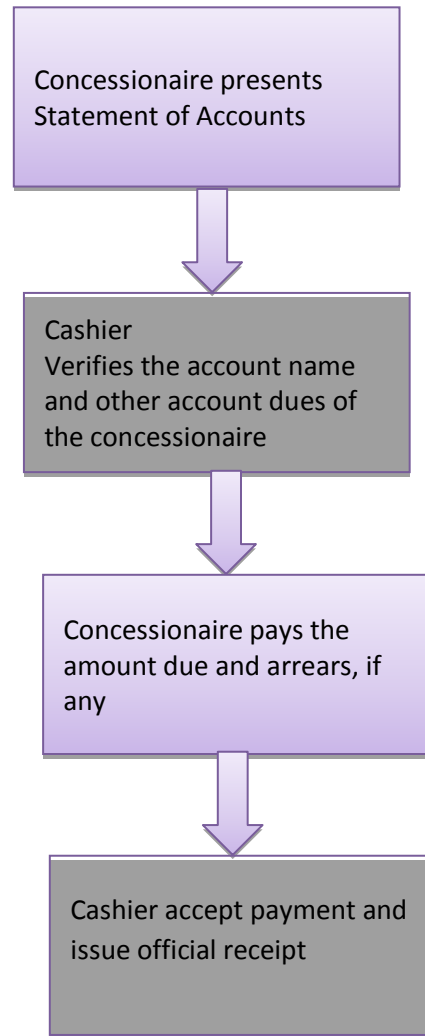 Concessionaire presents
Statement of Accounts
Cashier
Verifies the account name
and other account dues of
the concessionaire
Concessionaire pays the
amount due and arrears, if
any
Cashier accept payment and
issue official receipt